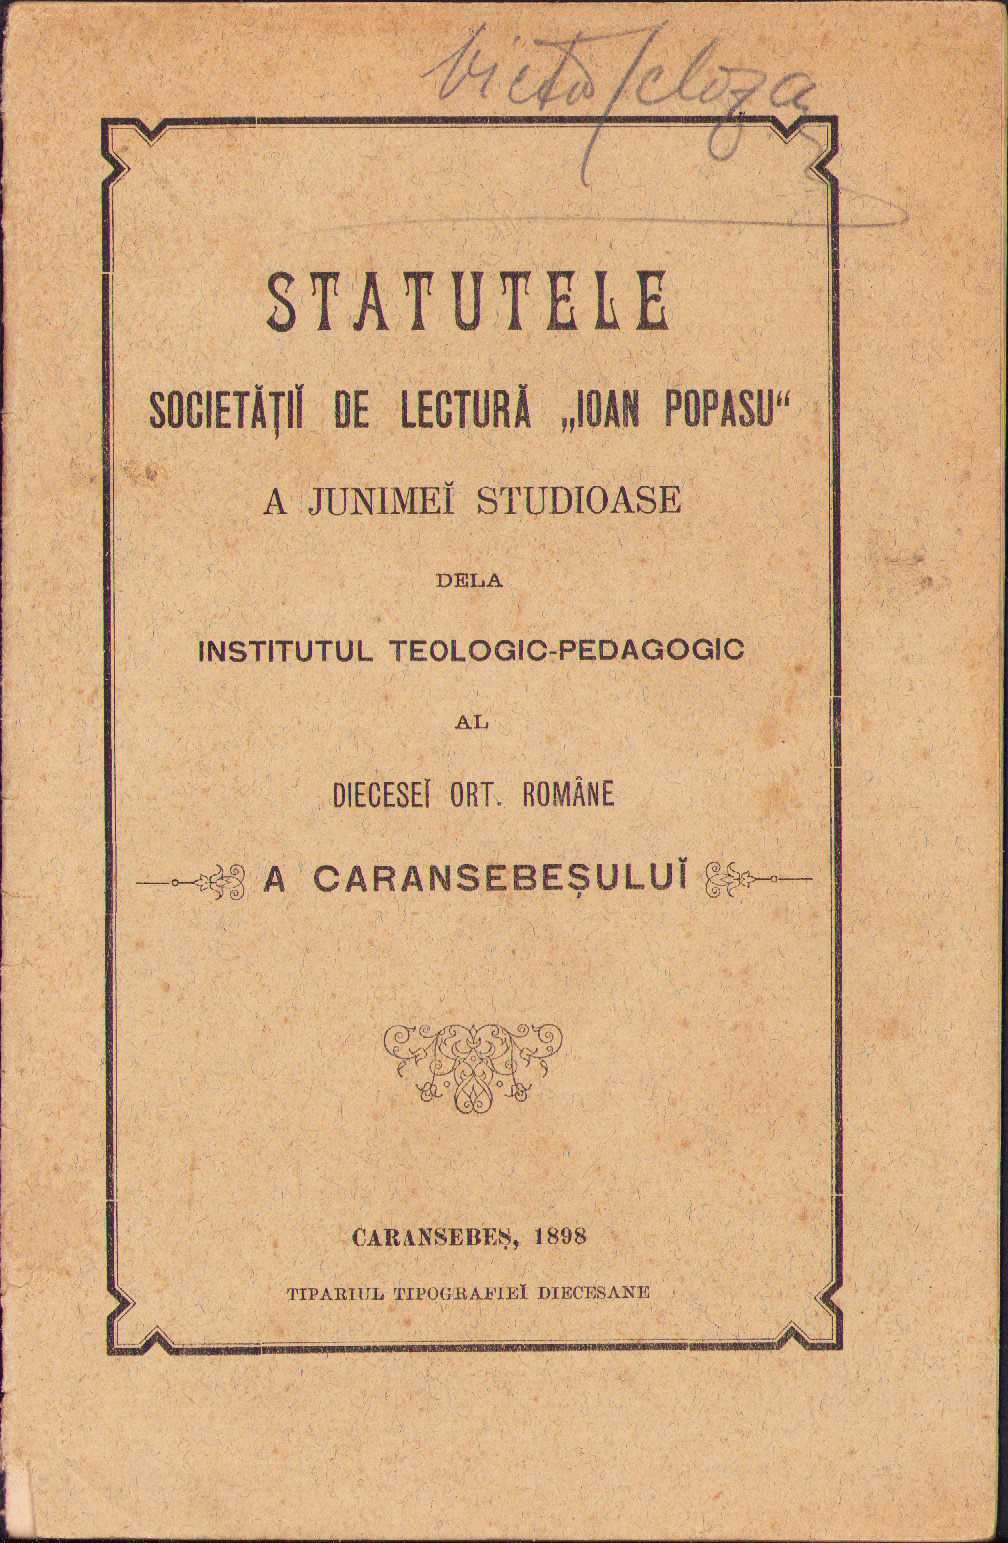 STATUTELE
SOCIETĂȚIĬ DE LECTURĂ „IOAN POPASU“
A JUNIMEĬ STUDIOASE
DELA
INSTITUTUL TEOLOGIC-PEDAGOGIC
AL
DIECESEĬ ORT. ROMÂNE
A CARANSEBEȘULUĬ
CARANSEBEȘ, 1898
TIPARIUL TIPOGRAFIEĬ DIECESANE